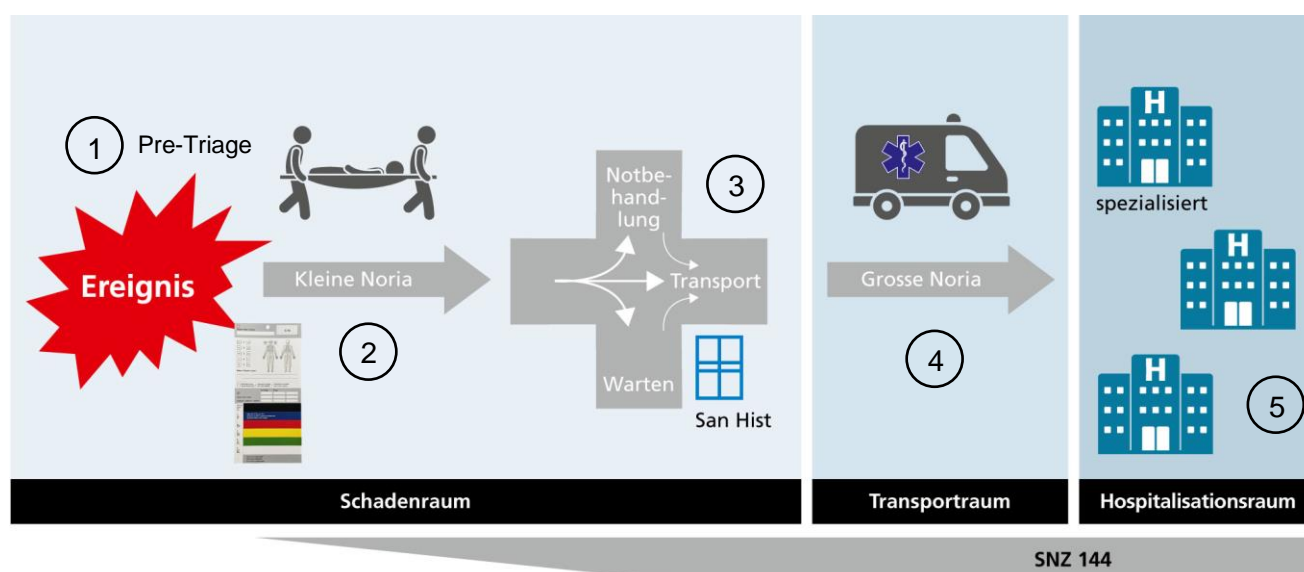 1
Pre-Triage
Ereignis
Kleine Noria
2
Notbe-
hand-
lung
3
Transport
Warten
San Hist
Grosse Noria
4
H
spezialisiert
H
H
5
Schadenraum
Transportraum
Hospitalisationsraum
SNZ 144